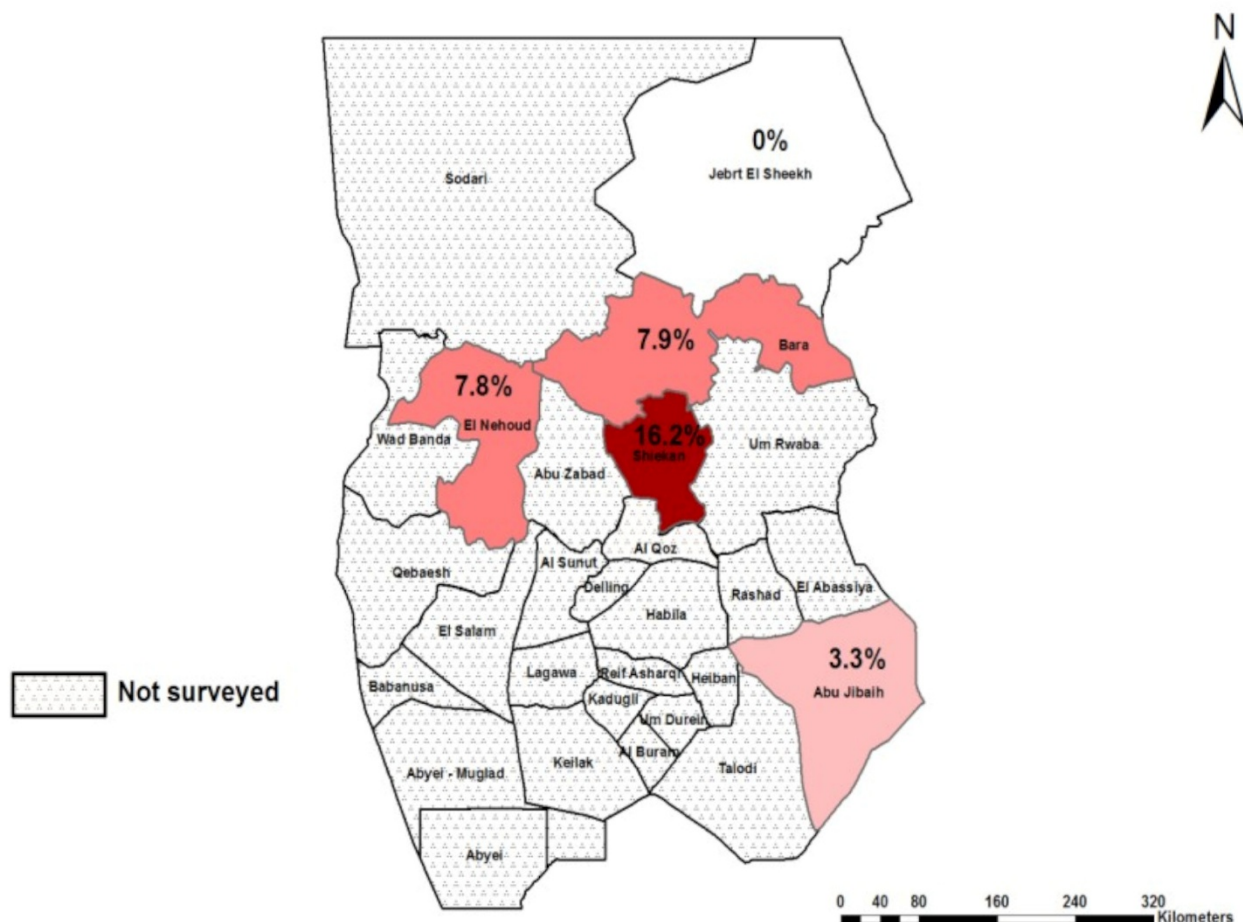 N
0%
Jebrt El Sheekh
Sodari
7.9%
Bara
7.8%
El Nehoud
16.2%
Shiekan
Wad Banda
Um Rwaba
Abu Zabad
Al Qoz
Al Sunut
Qebaesh
Delling
Rashad
El Abassiya
Habila
El Salam
3.3%
Abu Jibaih
Lagawa
Reif Asharqi
Heiban
Babanusa
Kadugli
Um Durein
Al Buram
Keilak
Talodi
Abyei - Muglad
Abyei
Not surveyed
0 40 80 160 240 320
Kilometers